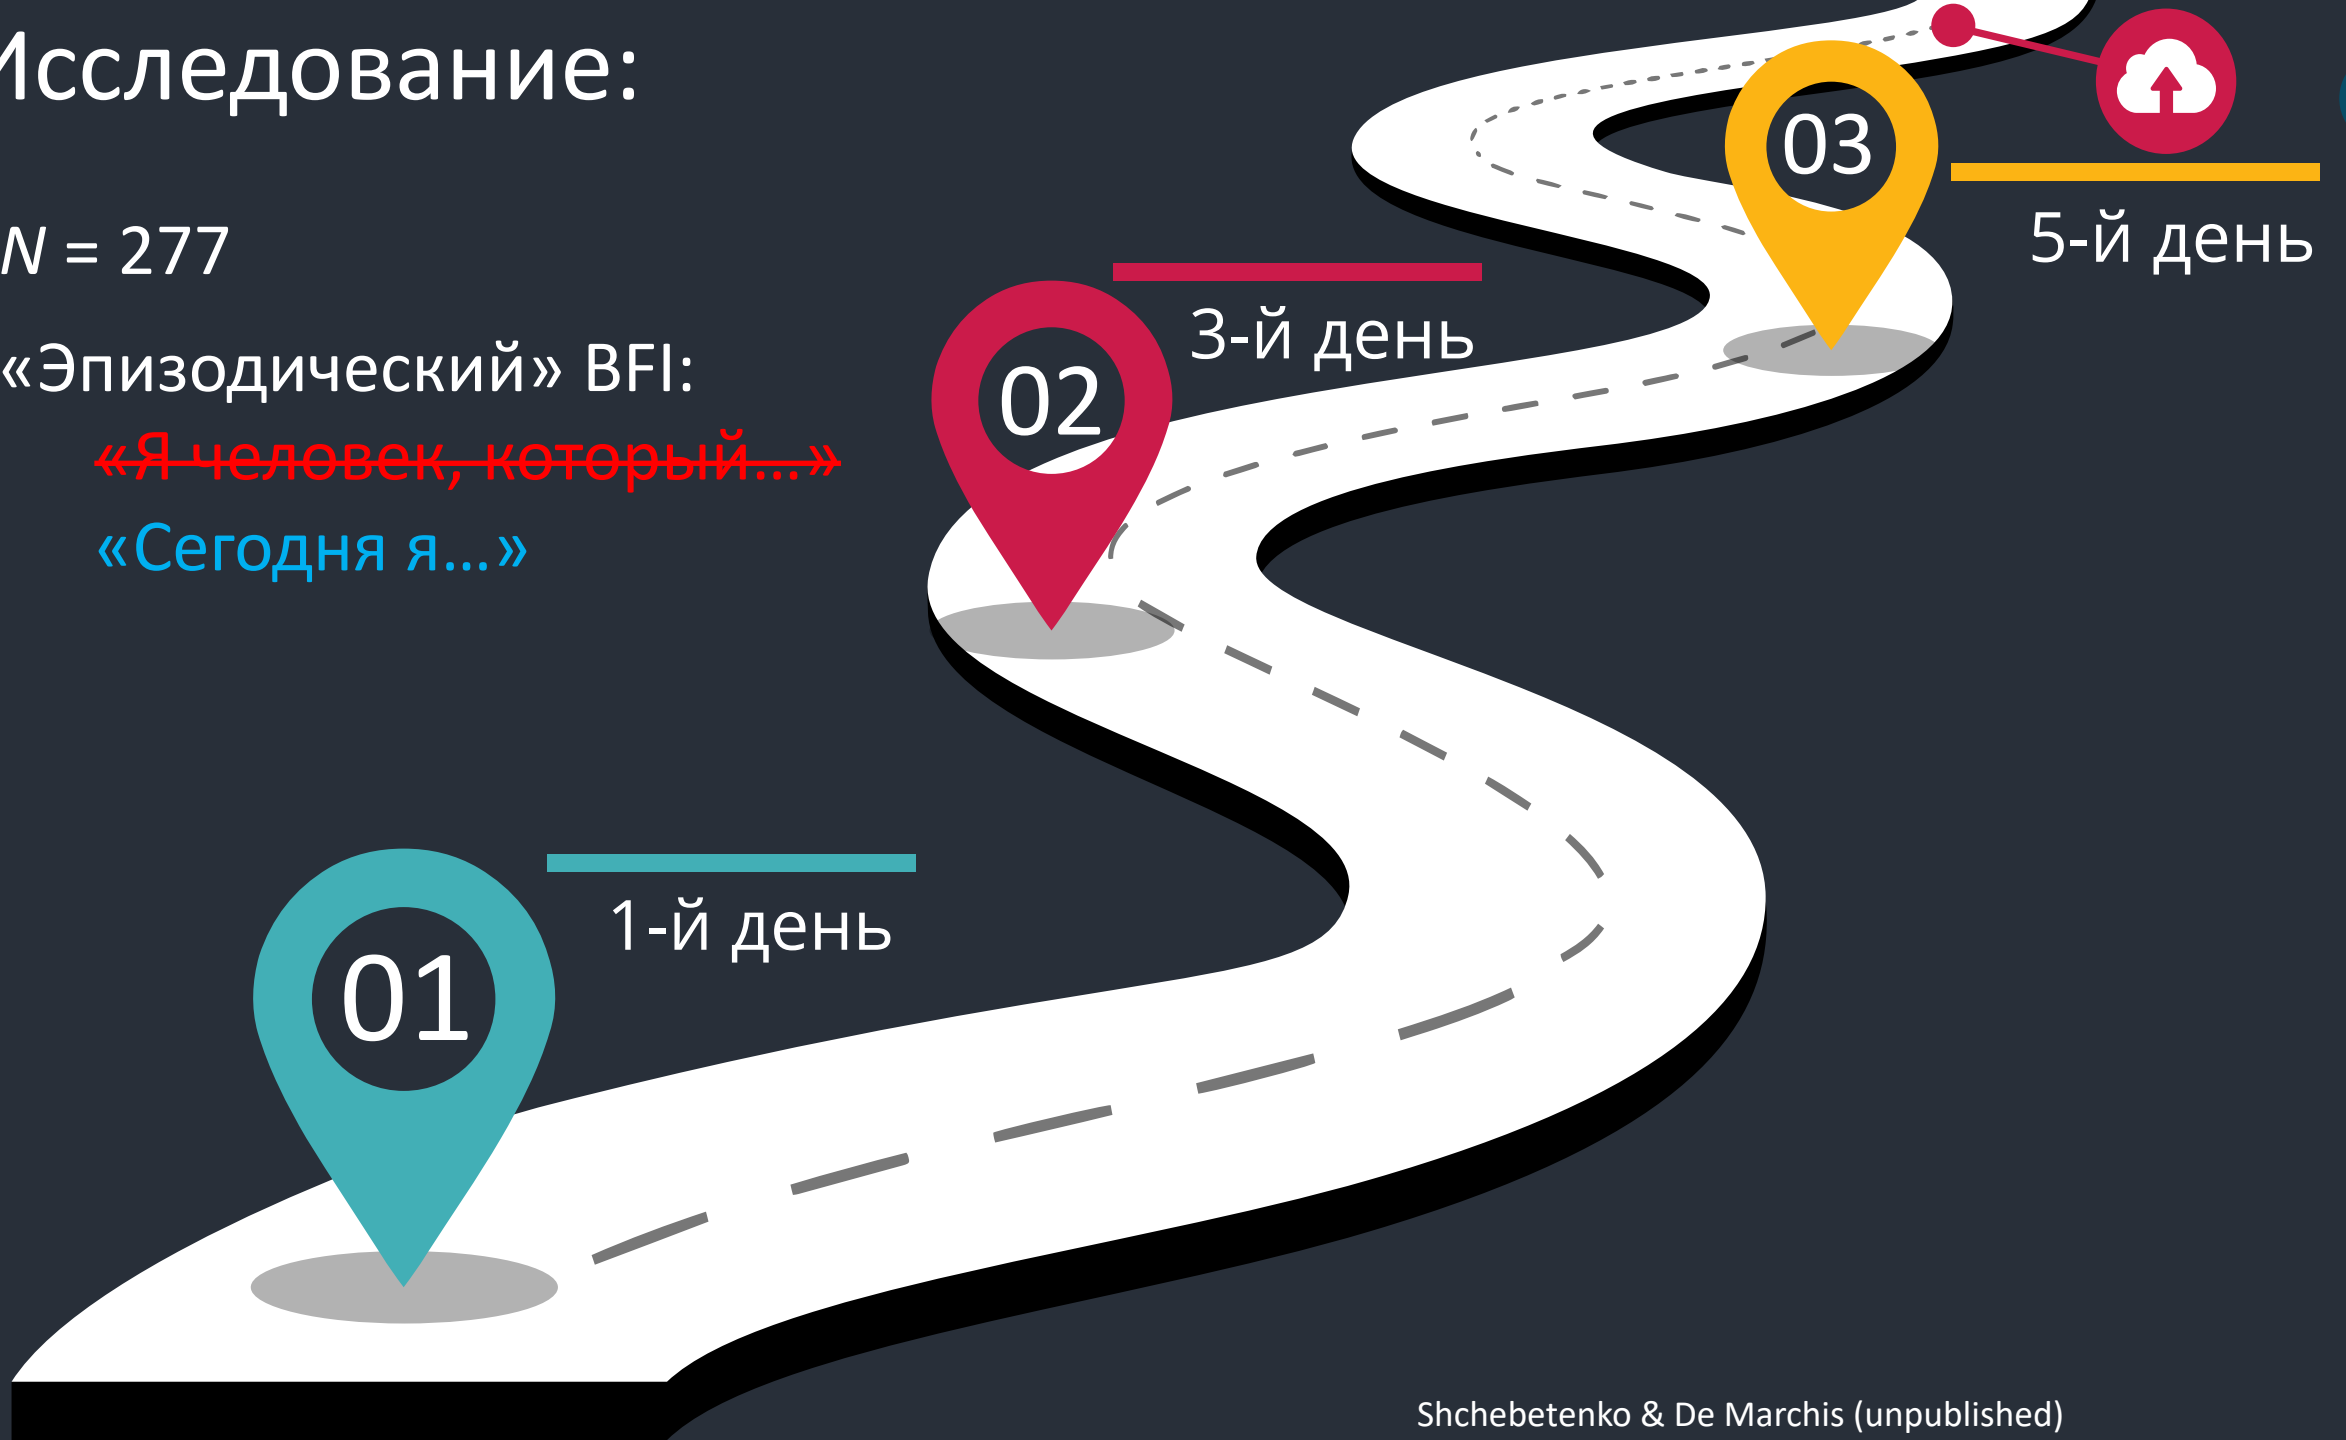 Исследование:
N = 277
«Эпизодический» BFI:
«Я человек, который…»
«Сегодня я…»
01
1-й день
02
3-й день
03
5-й день
Shchebetenko & De Marchis (unpublished)